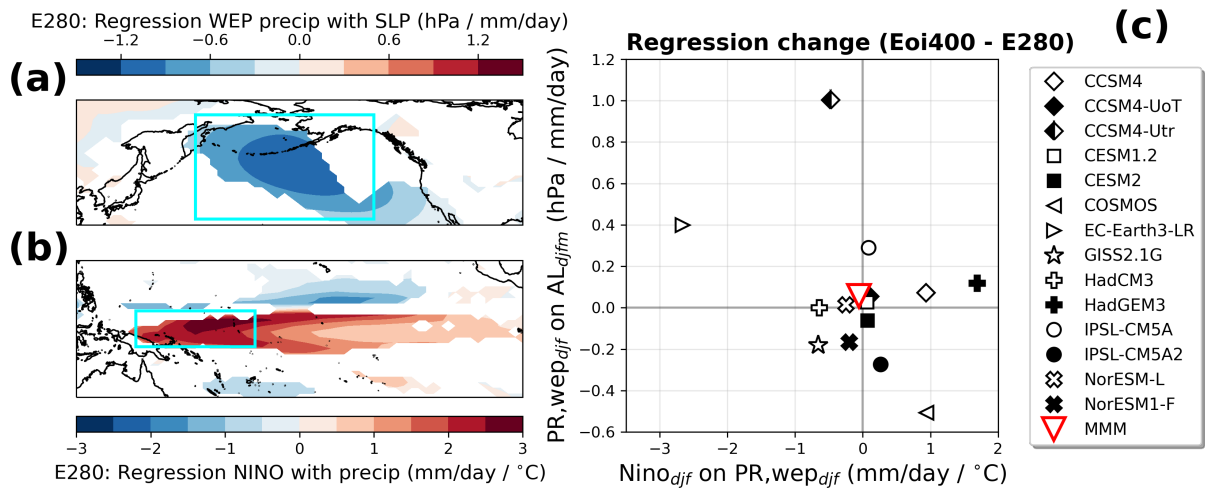 E280: Regression WEP precip with SLP (hPa / mm/day)
−1.2 −0.6 0.0 0.6 1.2
(a)
(b)
−3 −2 −1 0 1 2 3
E280: Regression NINO with precip (mm/day / °C)
Regression change (Eoi400 - E280)
(c)
PR,wep_djf on AL_djfm (hPa / mm/day)
1.2
1.0
0.8
0.6
0.4
0.2
0.0
−0.2
−0.4
−0.6
−3 −2 −1 0 1 2
Nino_djf on PR,wep_djf (mm/day / °C)
CCSM4
CCSM4-UoT
CCSM4-Utr
CESM1.2
CESM2
COSMOS
EC-Earth3-LR
GISS2.1G
HadCM3
HadGEM3
IPSL-CM5A
IPSL-CM5A2
NorESM-L
NorESM1-F
MMM